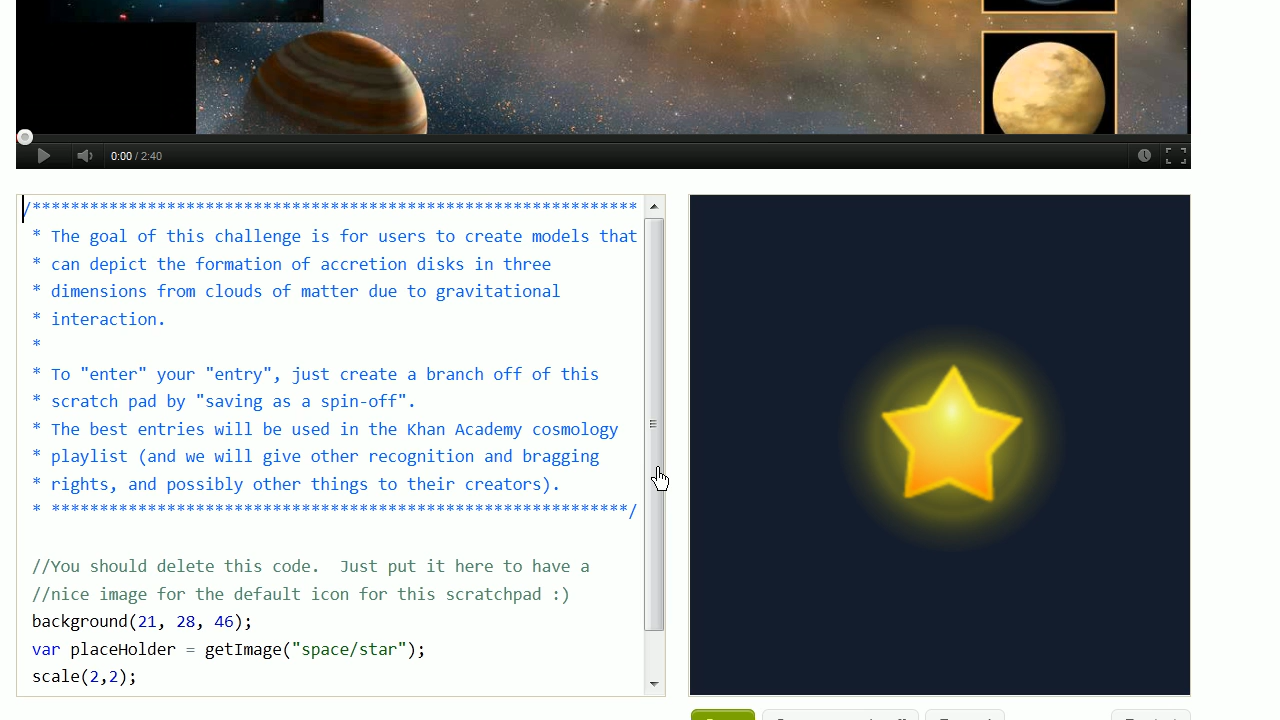 0:00 / 2:40
/***************************************************************
* The goal of this challenge is for users to create models that
* can depict the formation of accretion disks in three
* dimensions from clouds of matter due to gravitational
* interaction.
*
* To "enter" your "entry", just create a branch off of this
* scratch pad by "saving as a spin-off".
* The best entries will be used in the Khan Academy cosmology
* playlist (and we will give other recognition and bragging
* rights, and possibly other things to their creators).
* ************************************************************/
//You should delete this code.  Just put it here to have a
//nice image for the default icon for this scratchpad :)
background(21, 28, 46);
var placeHolder = getImage("space/star");
scale(2,2);